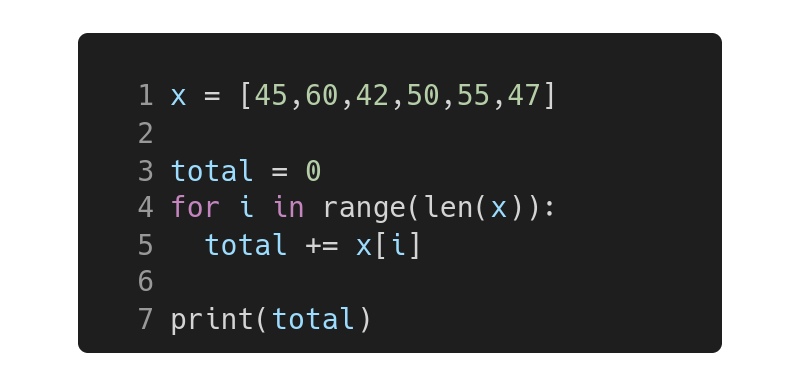 1 x = [45,60,42,50,55,47]
2
3 total = 0
4 for i in range(len(x)):
5   total += x[i]
6
7 print(total)